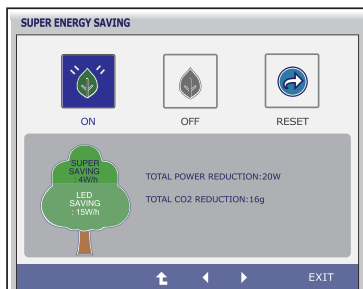 SUPER ENERGY SAVING
ON
OFF
RESET
SUPER
SAVING
: 4W/h
LED
SAVING
: 15W/h
TOTAL POWER REDUCTION:20W
TOTAL CO2 REDUCTION:16g
EXIT